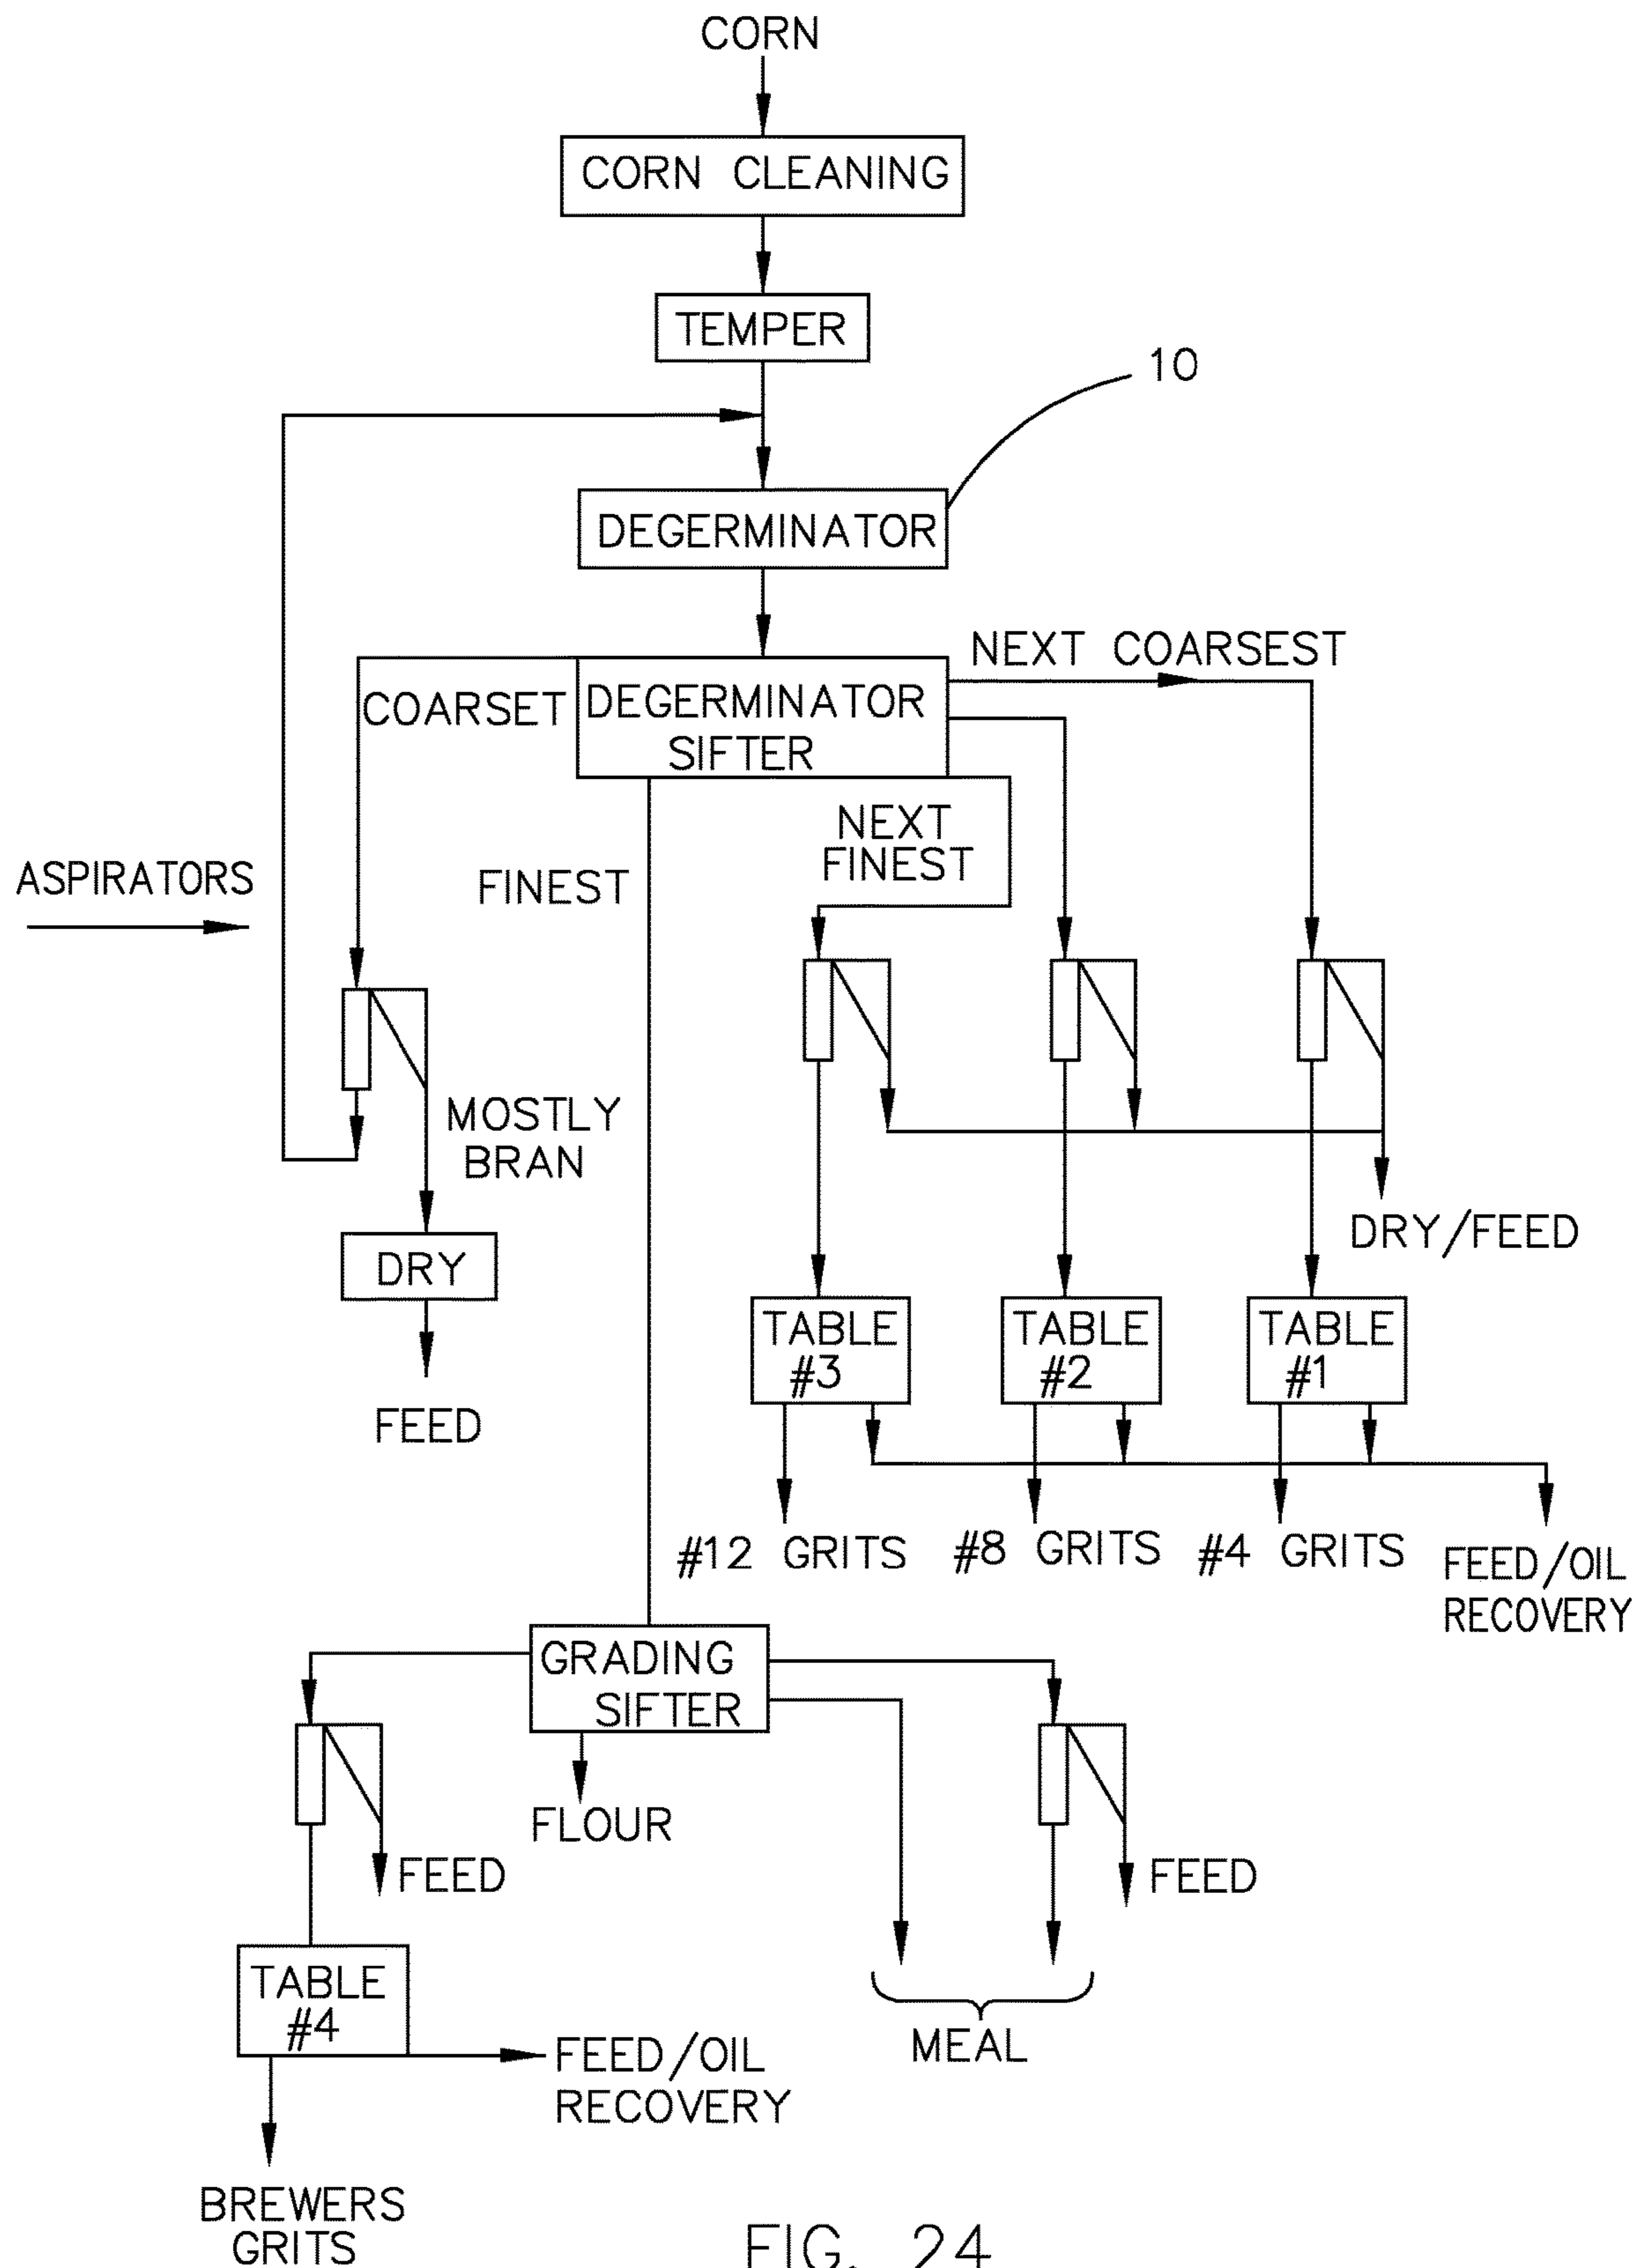 CORN
CORN CLEANING
TEMPER
10
DEGERMINATOR
NEXT COARSEST
COARSET
DEGERMINATOR
SIFTER
NEXT
FINEST
ASPIRATORS
FINEST
MOSTLY
BRAN
DRY/FEED
DRY
TABLE
#3
TABLE
#2
TABLE
#1
FEED
#12 GRITS
#8 GRITS
#4 GRITS
FEED/OIL
RECOVERY
GRADING
SIFTER
FLOUR
FEED
FEED
TABLE
#4
MEAL
FEED/OIL
RECOVERY
BREWERS
GRITS
FIG. 24